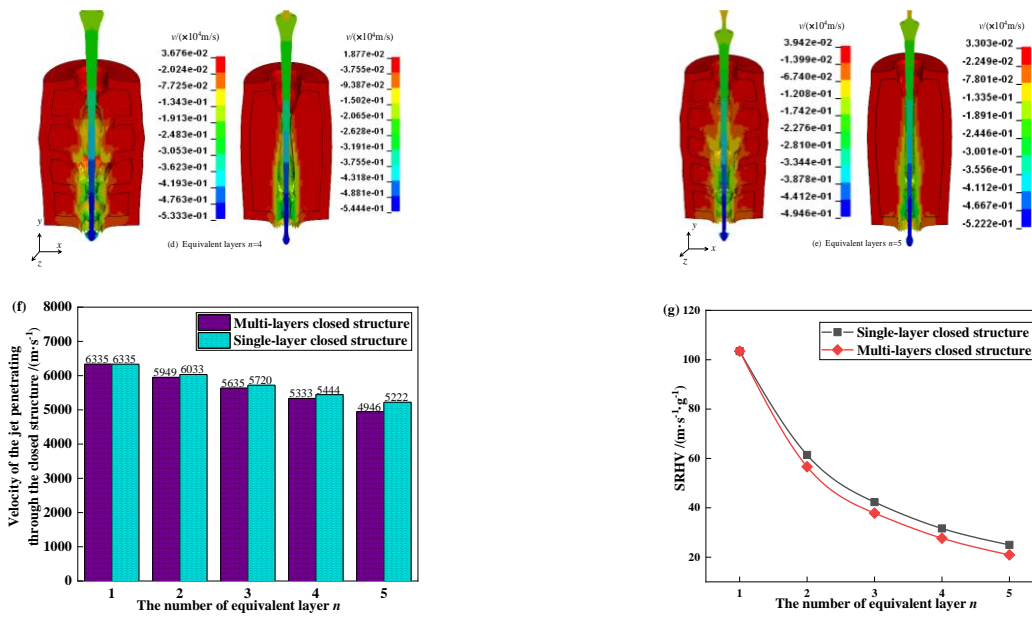 v/(×10⁴m/s)
3.676e-02
-2.024e-02
-7.725e-02
-1.343e-01
-1.913e-01
-2.483e-01
-3.053e-01
-3.623e-01
-4.193e-01
-4.763e-01
-5.333e-01
v/(×10⁴m/s)
1.877e-02
-3.755e-02
-9.387e-02
-1.502e-01
-2.065e-01
-2.628e-01
-3.191e-01
-3.755e-01
-4.318e-01
-4.881e-01
-5.444e-01
y
x
z
(d) Equivalent layers n=4
v/(×10⁴m/s)
3.942e-02
-1.399e-02
-6.740e-02
-1.208e-01
-1.742e-01
-2.276e-01
-2.810e-01
-3.344e-01
-3.878e-01
-4.412e-01
-4.946e-01
v/(×10⁴m/s)
3.303e-02
-2.249e-02
-7.801e-02
-1.335e-01
-1.891e-01
-2.446e-01
-3.001e-01
-3.556e-01
-4.112e-01
-4.667e-01
-5.222e-01
y
x
z
(e) Equivalent layers n=5
(f)
Velocity of the jet penetrating
through the closed structure /(m·s⁻¹)
8000
7000
6000
5000
4000
3000
2000
1000
0
Multi-layers closed structure
Single-layer closed structure
6335 6335
5949 6033
5635 5720
5333 5444
4946 5222
1 2 3 4 5
The number of equivalent layer n
(g)
SRHV /(m·s⁻¹·g⁻¹)
120
100
80
60
40
20
Single-layer closed structure
Multi-layers closed structure
1 2 3 4 5
The number of equivalent layer n